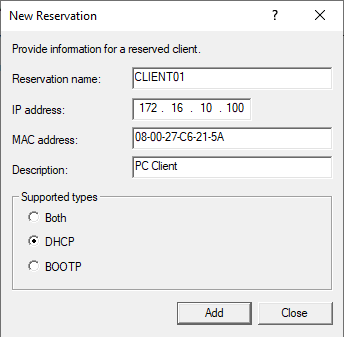 New Reservation
Provide information for a reserved client.
Reservation name: CLIENT01
IP address: 172 . 16 . 10 . 100
MAC address: 08-00-27-C6-21-5A
Description: PC Client
Supported types
Both
DHCP
BOOTP
Add Close